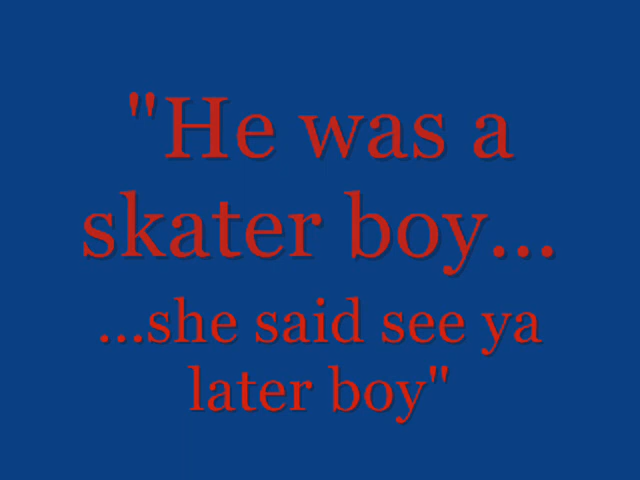 "He was a
skater boy...
...she said see ya
later boy"